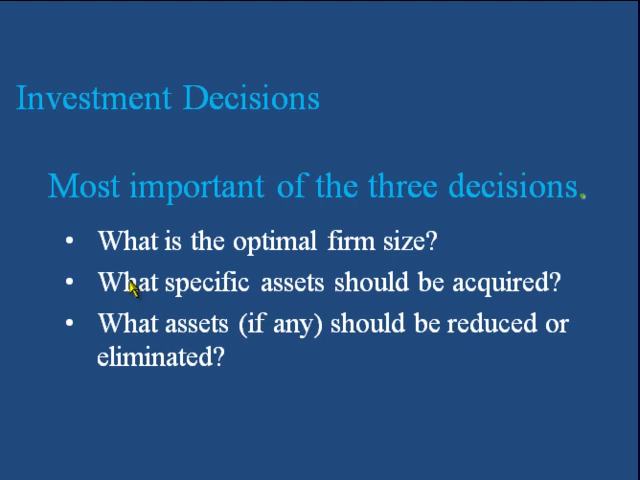 Investment Decisions
Most important of the three decisions.
• What is the optimal firm size?
• What specific assets should be acquired?
• What assets (if any) should be reduced or
eliminated?